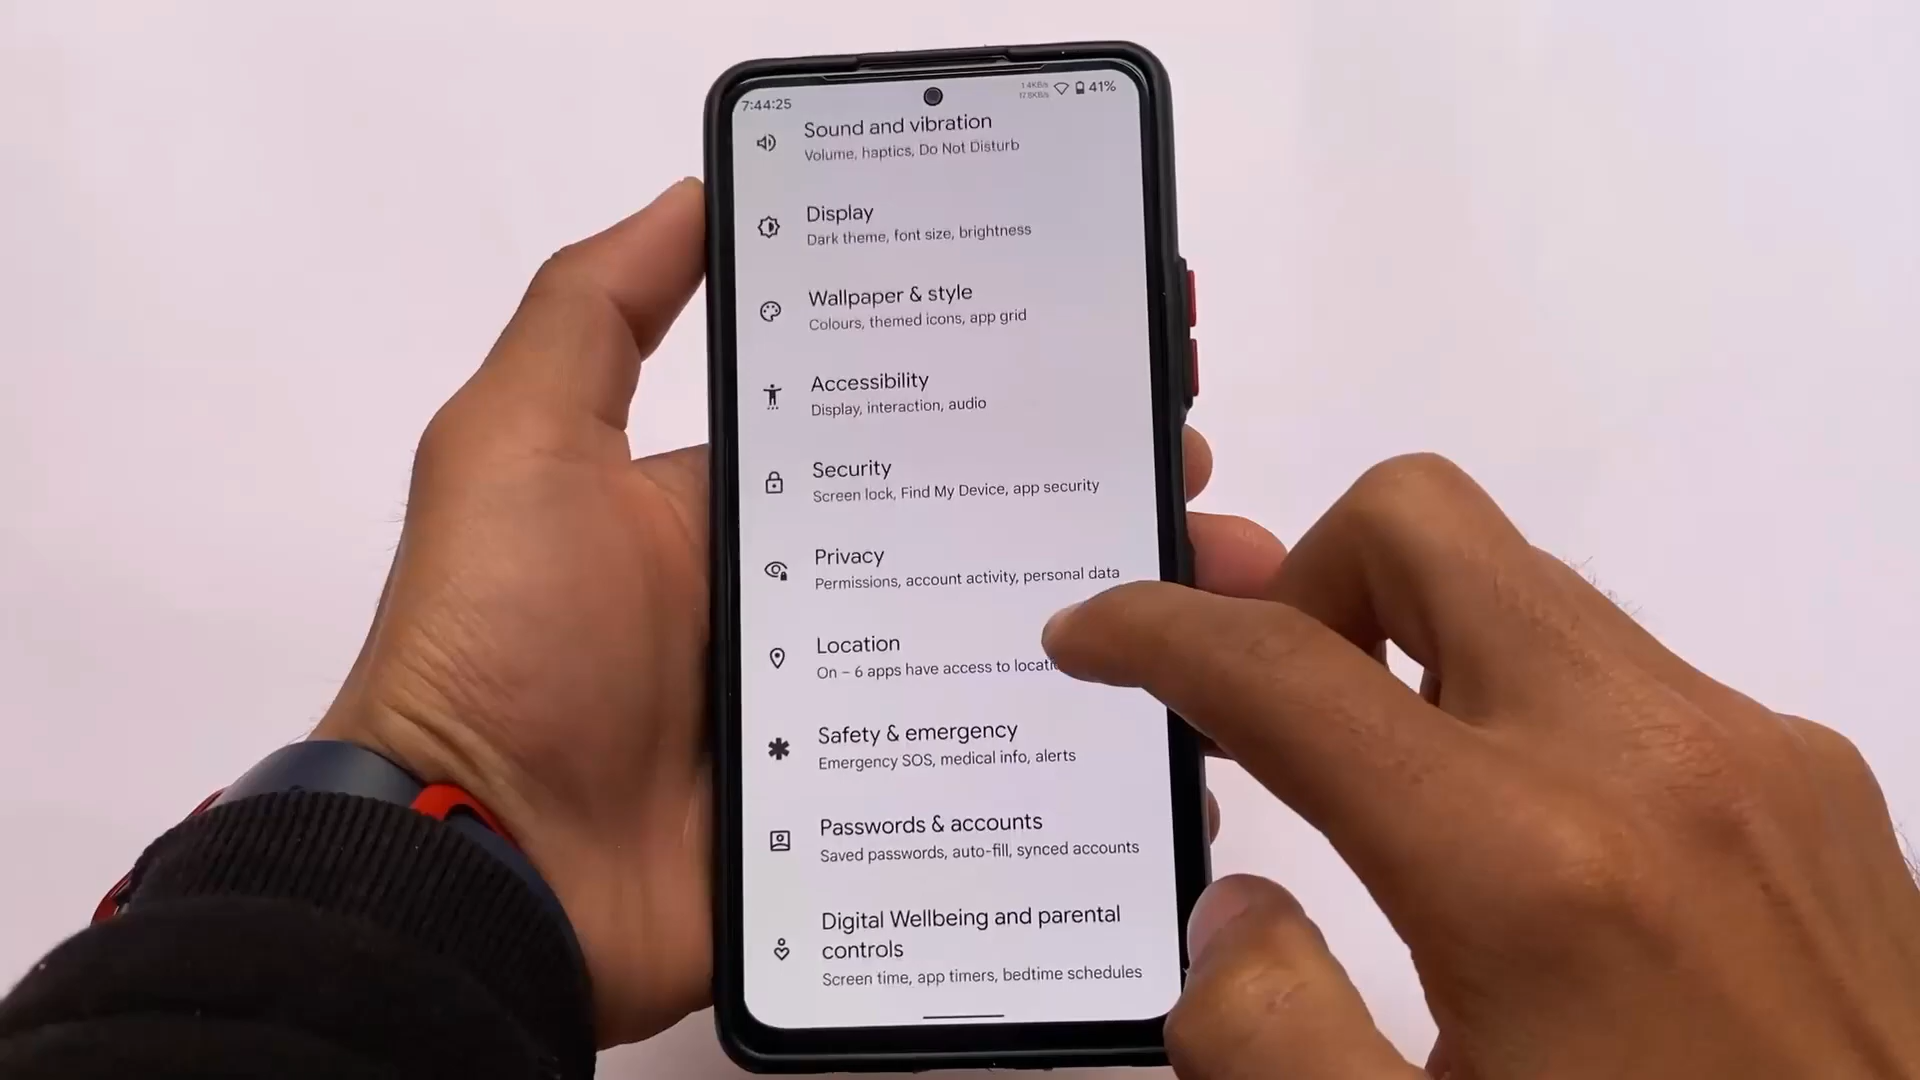 7:44:25
41%
Sound and vibration
Volume, haptics, Do Not Disturb
Display
Dark theme, font size, brightness
Wallpaper & style
Colours, themed icons, app grid
Accessibility
Display, interaction, audio
Security
Screen lock, Find My Device, app security
Privacy
Permissions, account activity, personal data
Location
On – 6 apps have access to
Safety & emergency
Emergency SOS, medical info, alerts
Passwords & accounts
Saved passwords, auto-fill, synced accounts
Digital Wellbeing and parental
controls
Screen time, app timers, bedtime schedules